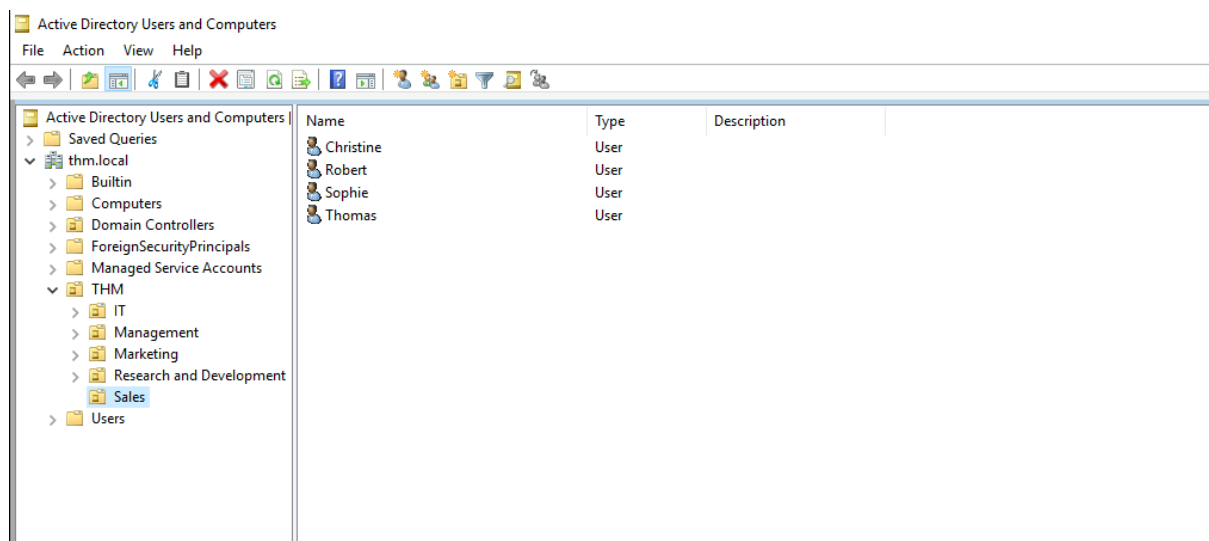 Active Directory Users and Computers
File Action View Help
Active Directory Users and Computers
Saved Queries
thm.local
Builtin
Computers
Domain Controllers
ForeignSecurityPrincipals
Managed Service Accounts
THM
IT
Management
Marketing
Research and Development
Sales
Users
Name Type Description
Christine User
Robert User
Sophie User
Thomas User